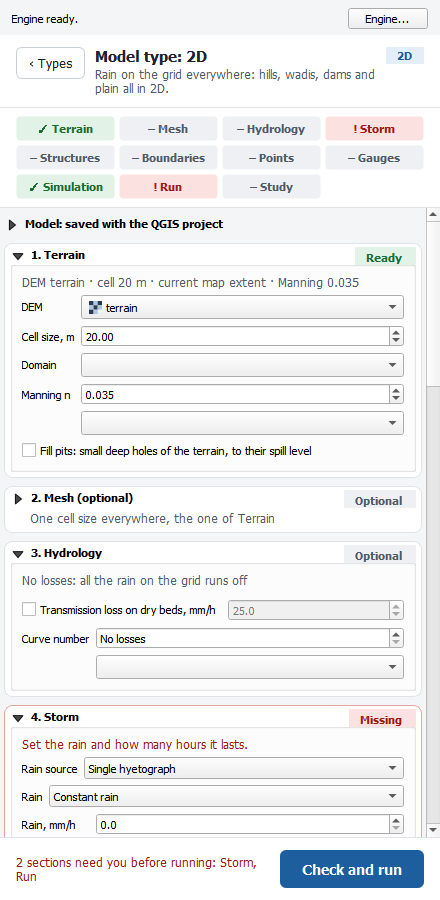 Engine ready.
Engine...
‹ Types
Model type: 2D
2D
Rain on the grid everywhere: hills, wadis, dams and
plain all in 2D.
✓ Terrain
– Mesh
– Hydrology
! Storm
– Structures
– Boundaries
– Points
– Gauges
✓ Simulation
! Run
– Study
Model: saved with the QGIS project
1. Terrain
Ready
DEM terrain · cell 20 m · current map extent · Manning 0.035
DEM
terrain
Cell size, m
20.00
Domain
Manning n
0.035
Fill pits: small deep holes of the terrain, to their spill level
2. Mesh (optional)
Optional
One cell size everywhere, the one of Terrain
3. Hydrology
Optional
No losses: all the rain on the grid runs off
Transmission loss on dry beds, mm/h
25.0
Curve number
No losses
4. Storm
Missing
Set the rain and how many hours it lasts.
Rain source
Single hyetograph
Rain
Constant rain
Rain, mm/h
0.0
2 sections need you before running: Storm,
Run
Check and run